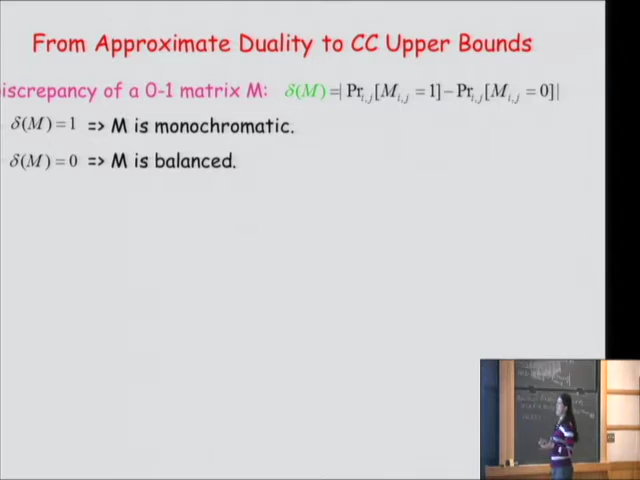 From Approximate Duality to CC Upper Bounds
iscrepancy of a 0-1 matrix M: δ(M)=| Pr_{i,j}[M_{i,j} = 1] − Pr_{i,j}[M_{i,j} = 0]|
δ(M) = 1 => M is monochromatic.
δ(M) = 0 => M is balanced.